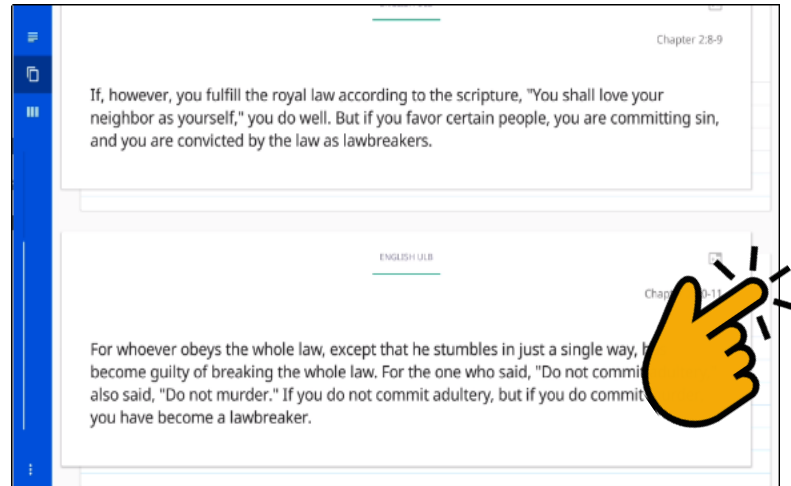 Chapter 2:8-9
If, however, you fulfill the royal law according to the scripture, "You shall love your
neighbor as yourself," you do well. But if you favor certain people, you are committing sin,
and you are convicted by the law as lawbreakers.
ENGLISH ULB
For whoever obeys the whole law, except that he stumbles in just a single way,
become guilty of breaking the whole law. For the one who said, "Do not commit
also said, "Do not murder." If you do not commit adultery, but if you do commit
you have become a lawbreaker.